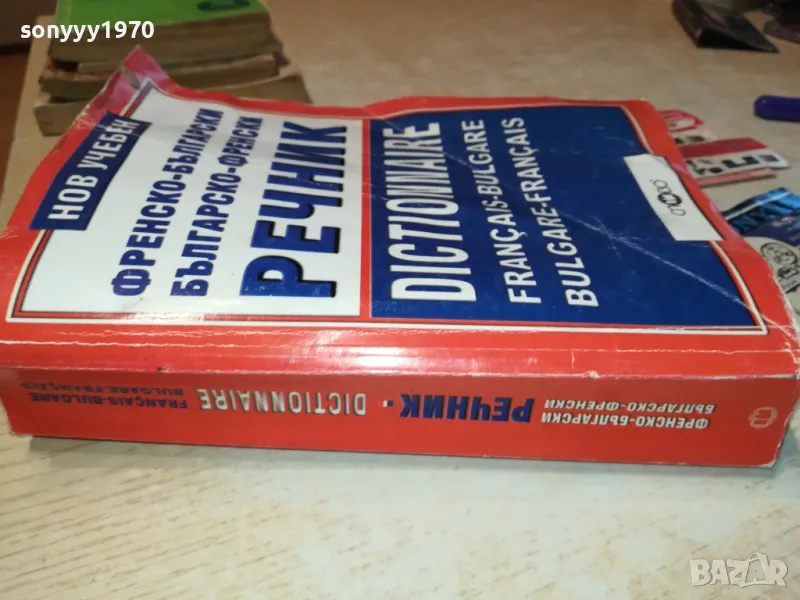 sonyyy1970
НОВ УЧЕБЕН
ФРЕНСКО-БЪЛГАРСКИ
БЪЛГАРСКО-ФРЕНСКИ
РЕЧНИК
DICTIONNAIRE
FRANÇAIS-BULGARE
BULGARE-FRANÇAIS
ФРЕНСКО-БЪЛГАРСКИ
БЪЛГАРСКО-ФРЕНСКИ
РЕЧНИК • DICTIONNAIRE
FRANÇAIS-BULGARE
BULGARE-FRANÇAIS
BAZAR